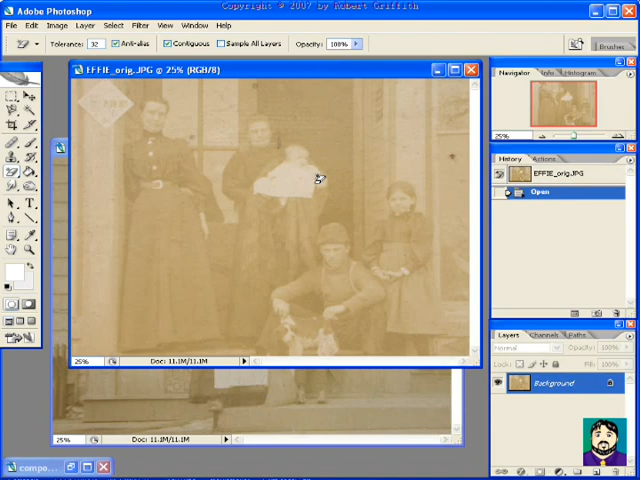 Copyright © 2007 by Robert Griffith
Adobe Photoshop
File Edit Image Layer Select Filter View Window Help
Tolerance: 32 Anti-alias Contiguous Sample All Layers Opacity: 100% Brushes
EFFIE_orig.JPG @ 25% (RGB/8)
Navigator Info Histogram
25%
History Actions
EFFIE_orig.JPG
Open
25% Doc: 11.1M/11.1M
Layers Channels Paths
Normal Opacity: 100%
Lock: Fill: 100%
Background
25% Doc: 11.1M/11.1M
compo...